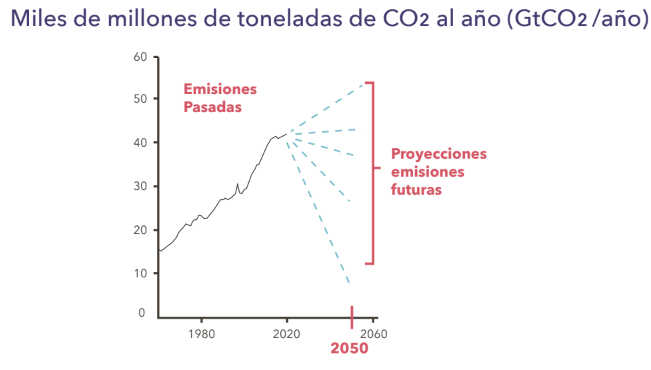 Miles de millones de toneladas de CO2 al año (GtCO2/año)
60
Emisiones
Pasadas
50
40
Proyecciones
emisiones
futuras
30
20
10
0
1980
2020
2060
2050